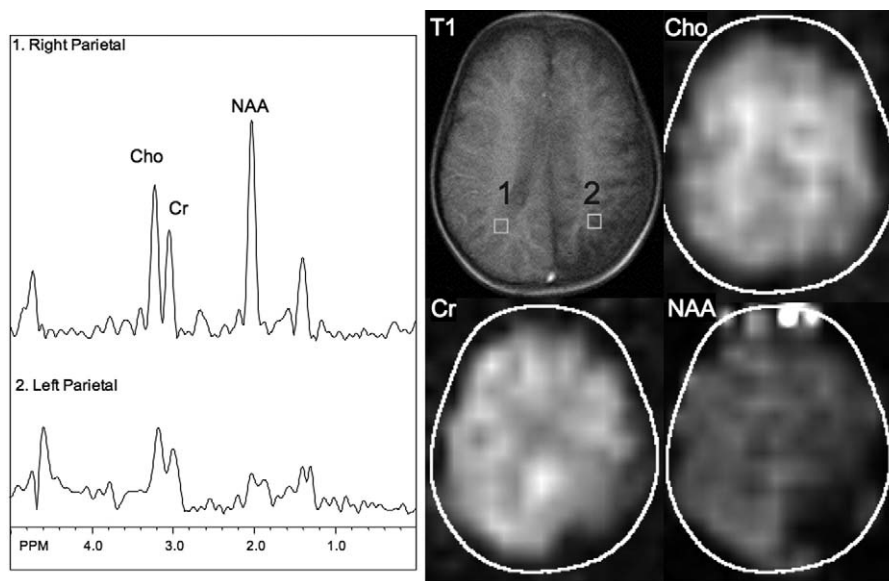 1. Right Parietal
NAA
Cho
Cr
2. Left Parietal
PPM 4.0 3.0 2.0 1.0
T1
1 2
Cho
Cr
NAA